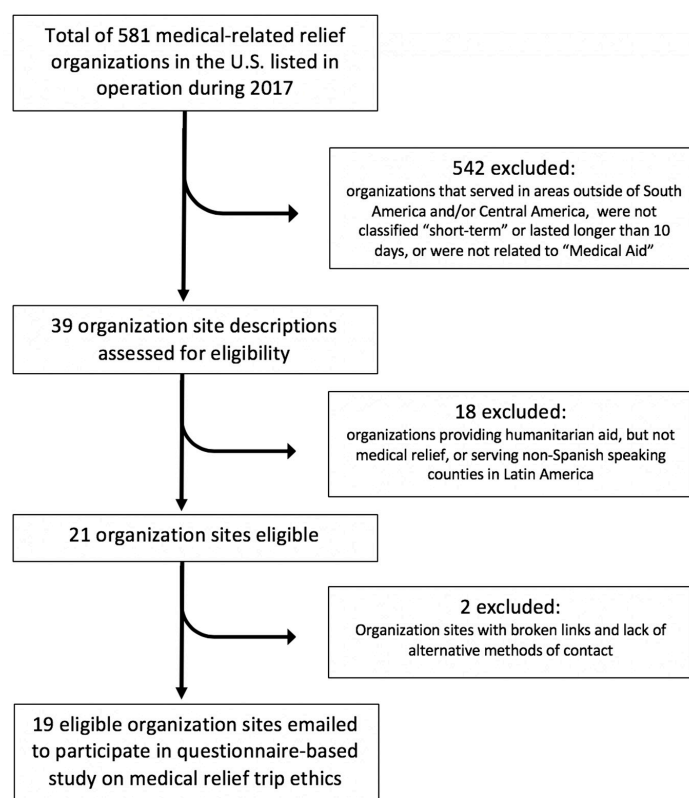 Total of 581 medical-related relief
organizations in the U.S. listed in
operation during 2017
542 excluded:
organizations that served in areas outside of South
America and/or Central America, were not
classified “short-term” or lasted longer than 10
days, or were not related to “Medical Aid”
39 organization site descriptions
assessed for eligibility
18 excluded:
organizations providing humanitarian aid, but not
medical relief, or serving non-Spanish speaking
counties in Latin America
21 organization sites eligible
2 excluded:
Organization sites with broken links and lack of
alternative methods of contact
19 eligible organization sites emailed
to participate in questionnaire-based
study on medical relief trip ethics